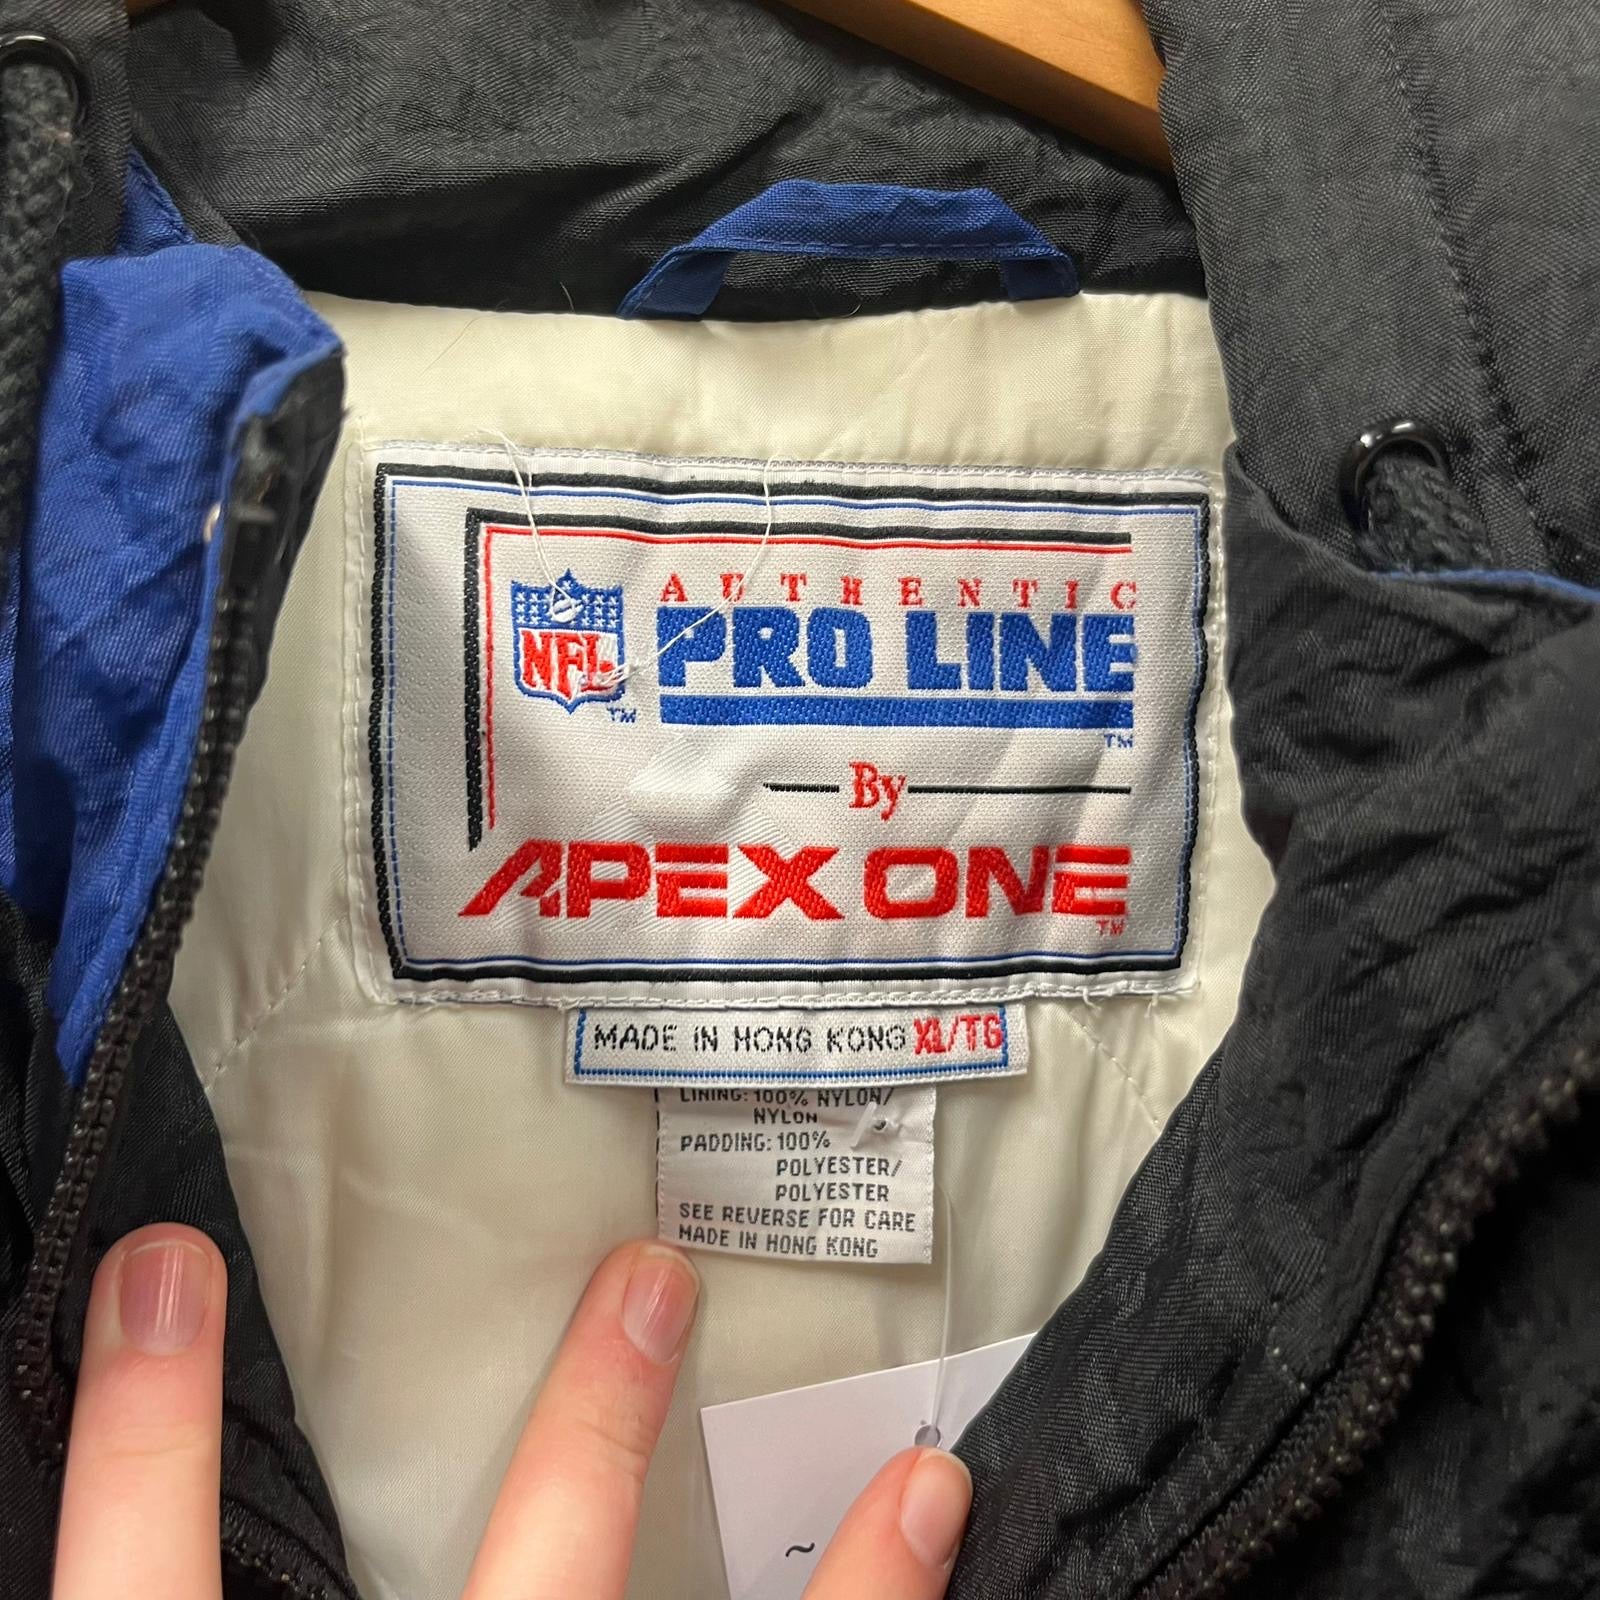 AUTHENTIC
NFL PRO LINE
TM
TM
By
APEX ONE
TM
MADE IN HONG KONG XL/TG
LINING: 100% NYLON/
NYLON
PADDING: 100%
POLYESTER/
POLYESTER
SEE REVERSE FOR CARE
MADE IN HONG KONG
~